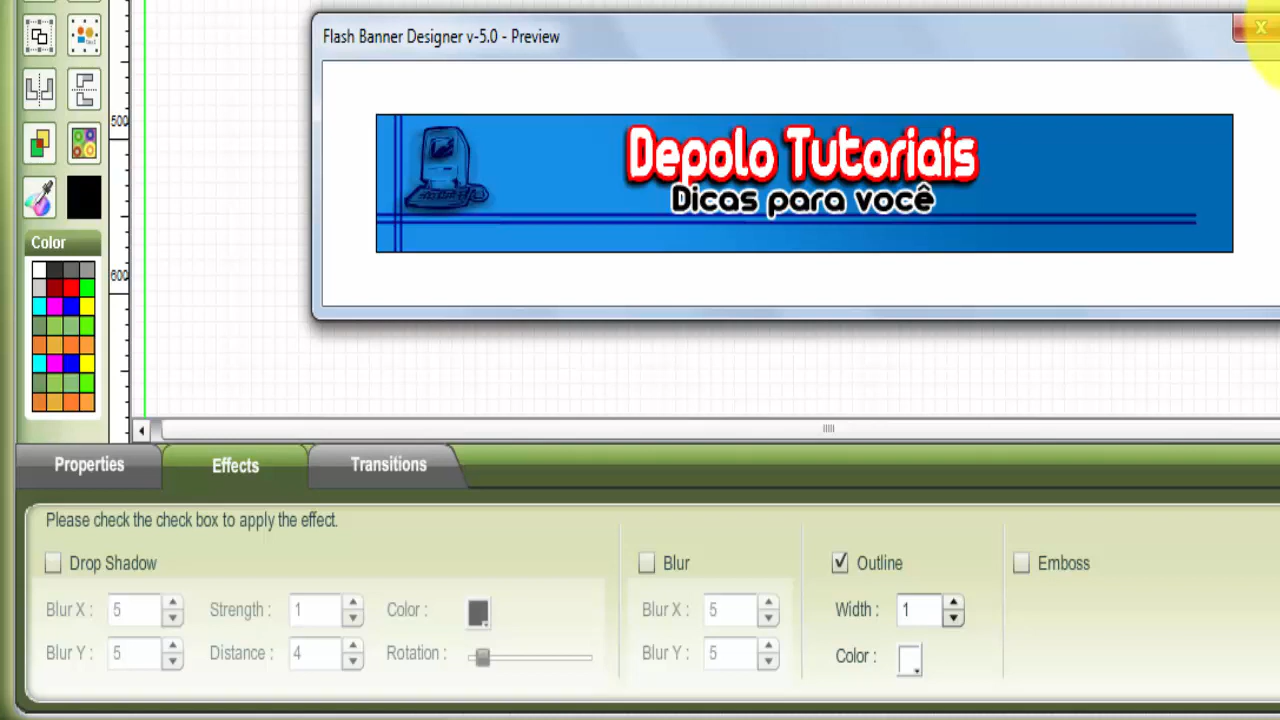 Flash Banner Designer v-5.0 - Preview
x
Depolo Tutoriais
Dicas para você
500
600
Color
Properties
Effects
Transitions
Please check the check box to apply the effect.
Drop Shadow
Blur
Outline
Emboss
Blur X : 5
Strength : 1
Color :
Blur X : 5
Width : 1
Blur Y : 5
Distance : 4
Rotation :
Blur Y : 5
Color :